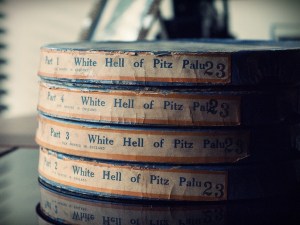 Part 1 White Hell of Pitz Palu 23
Part 4 White Hell of Pitz Palu 23
Part 3 White Hell of Pitz Palu 23
Part 2 White Hell of Pitz Palu 23